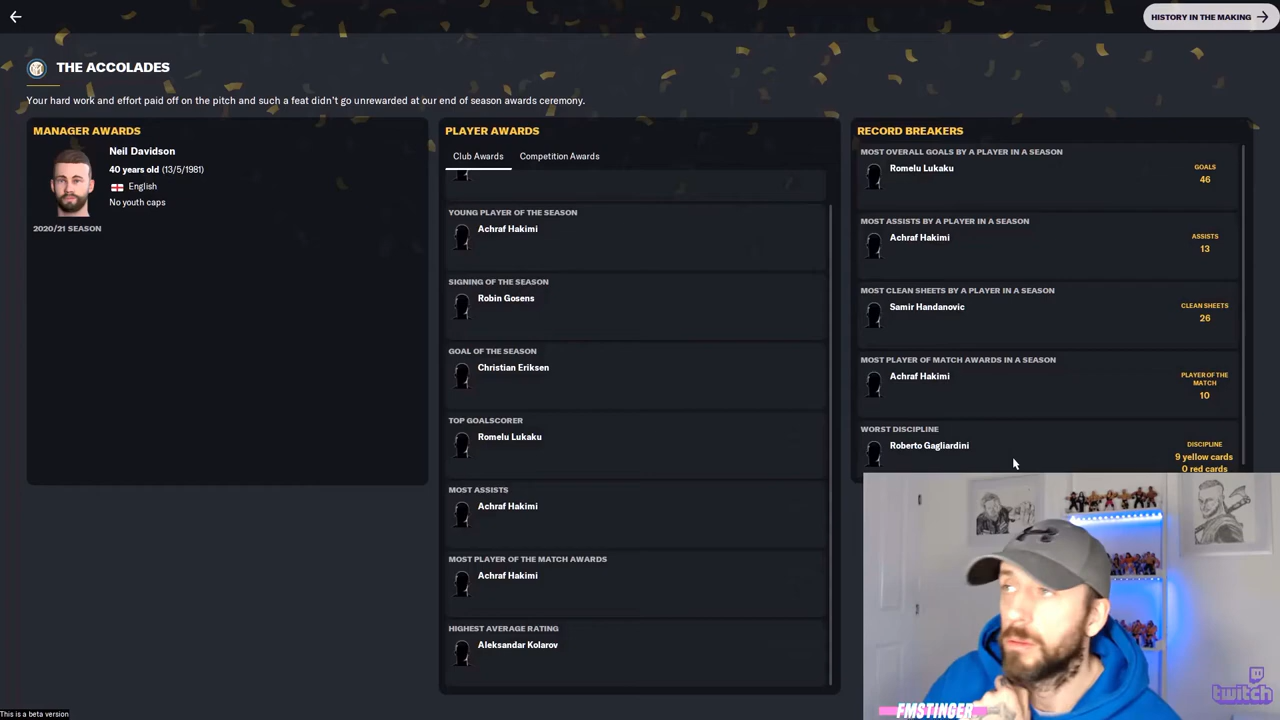 HISTORY IN THE MAKING
THE ACCOLADES
Your hard work and effort paid off on the pitch and such a feat didn't go unrewarded at our end of season awards ceremony.
MANAGER AWARDS
Neil Davidson
40 years old (13/5/1981)
English
No youth caps
2020/21 SEASON
PLAYER AWARDS
Club Awards Competition Awards
YOUNG PLAYER OF THE SEASON
Achraf Hakimi
SIGNING OF THE SEASON
Robin Gosens
GOAL OF THE SEASON
Christian Eriksen
TOP GOALSCORER
Romelu Lukaku
MOST ASSISTS
Achraf Hakimi
MOST PLAYER OF THE MATCH AWARDS
Achraf Hakimi
HIGHEST AVERAGE RATING
Aleksandar Kolarov
RECORD BREAKERS
MOST OVERALL GOALS BY A PLAYER IN A SEASON
Romelu Lukaku
GOALS
46
MOST ASSISTS BY A PLAYER IN A SEASON
Achraf Hakimi
ASSISTS
13
MOST CLEAN SHEETS BY A PLAYER IN A SEASON
Samir Handanovic
CLEAN SHEETS
26
MOST PLAYER OF MATCH AWARDS IN A SEASON
Achraf Hakimi
PLAYER OF THE
MATCH
10
WORST DISCIPLINE
Roberto Gagliardini
DISCIPLINE
9 yellow cards
0 red cards
This is a beta version
FMSTINGER
twitch